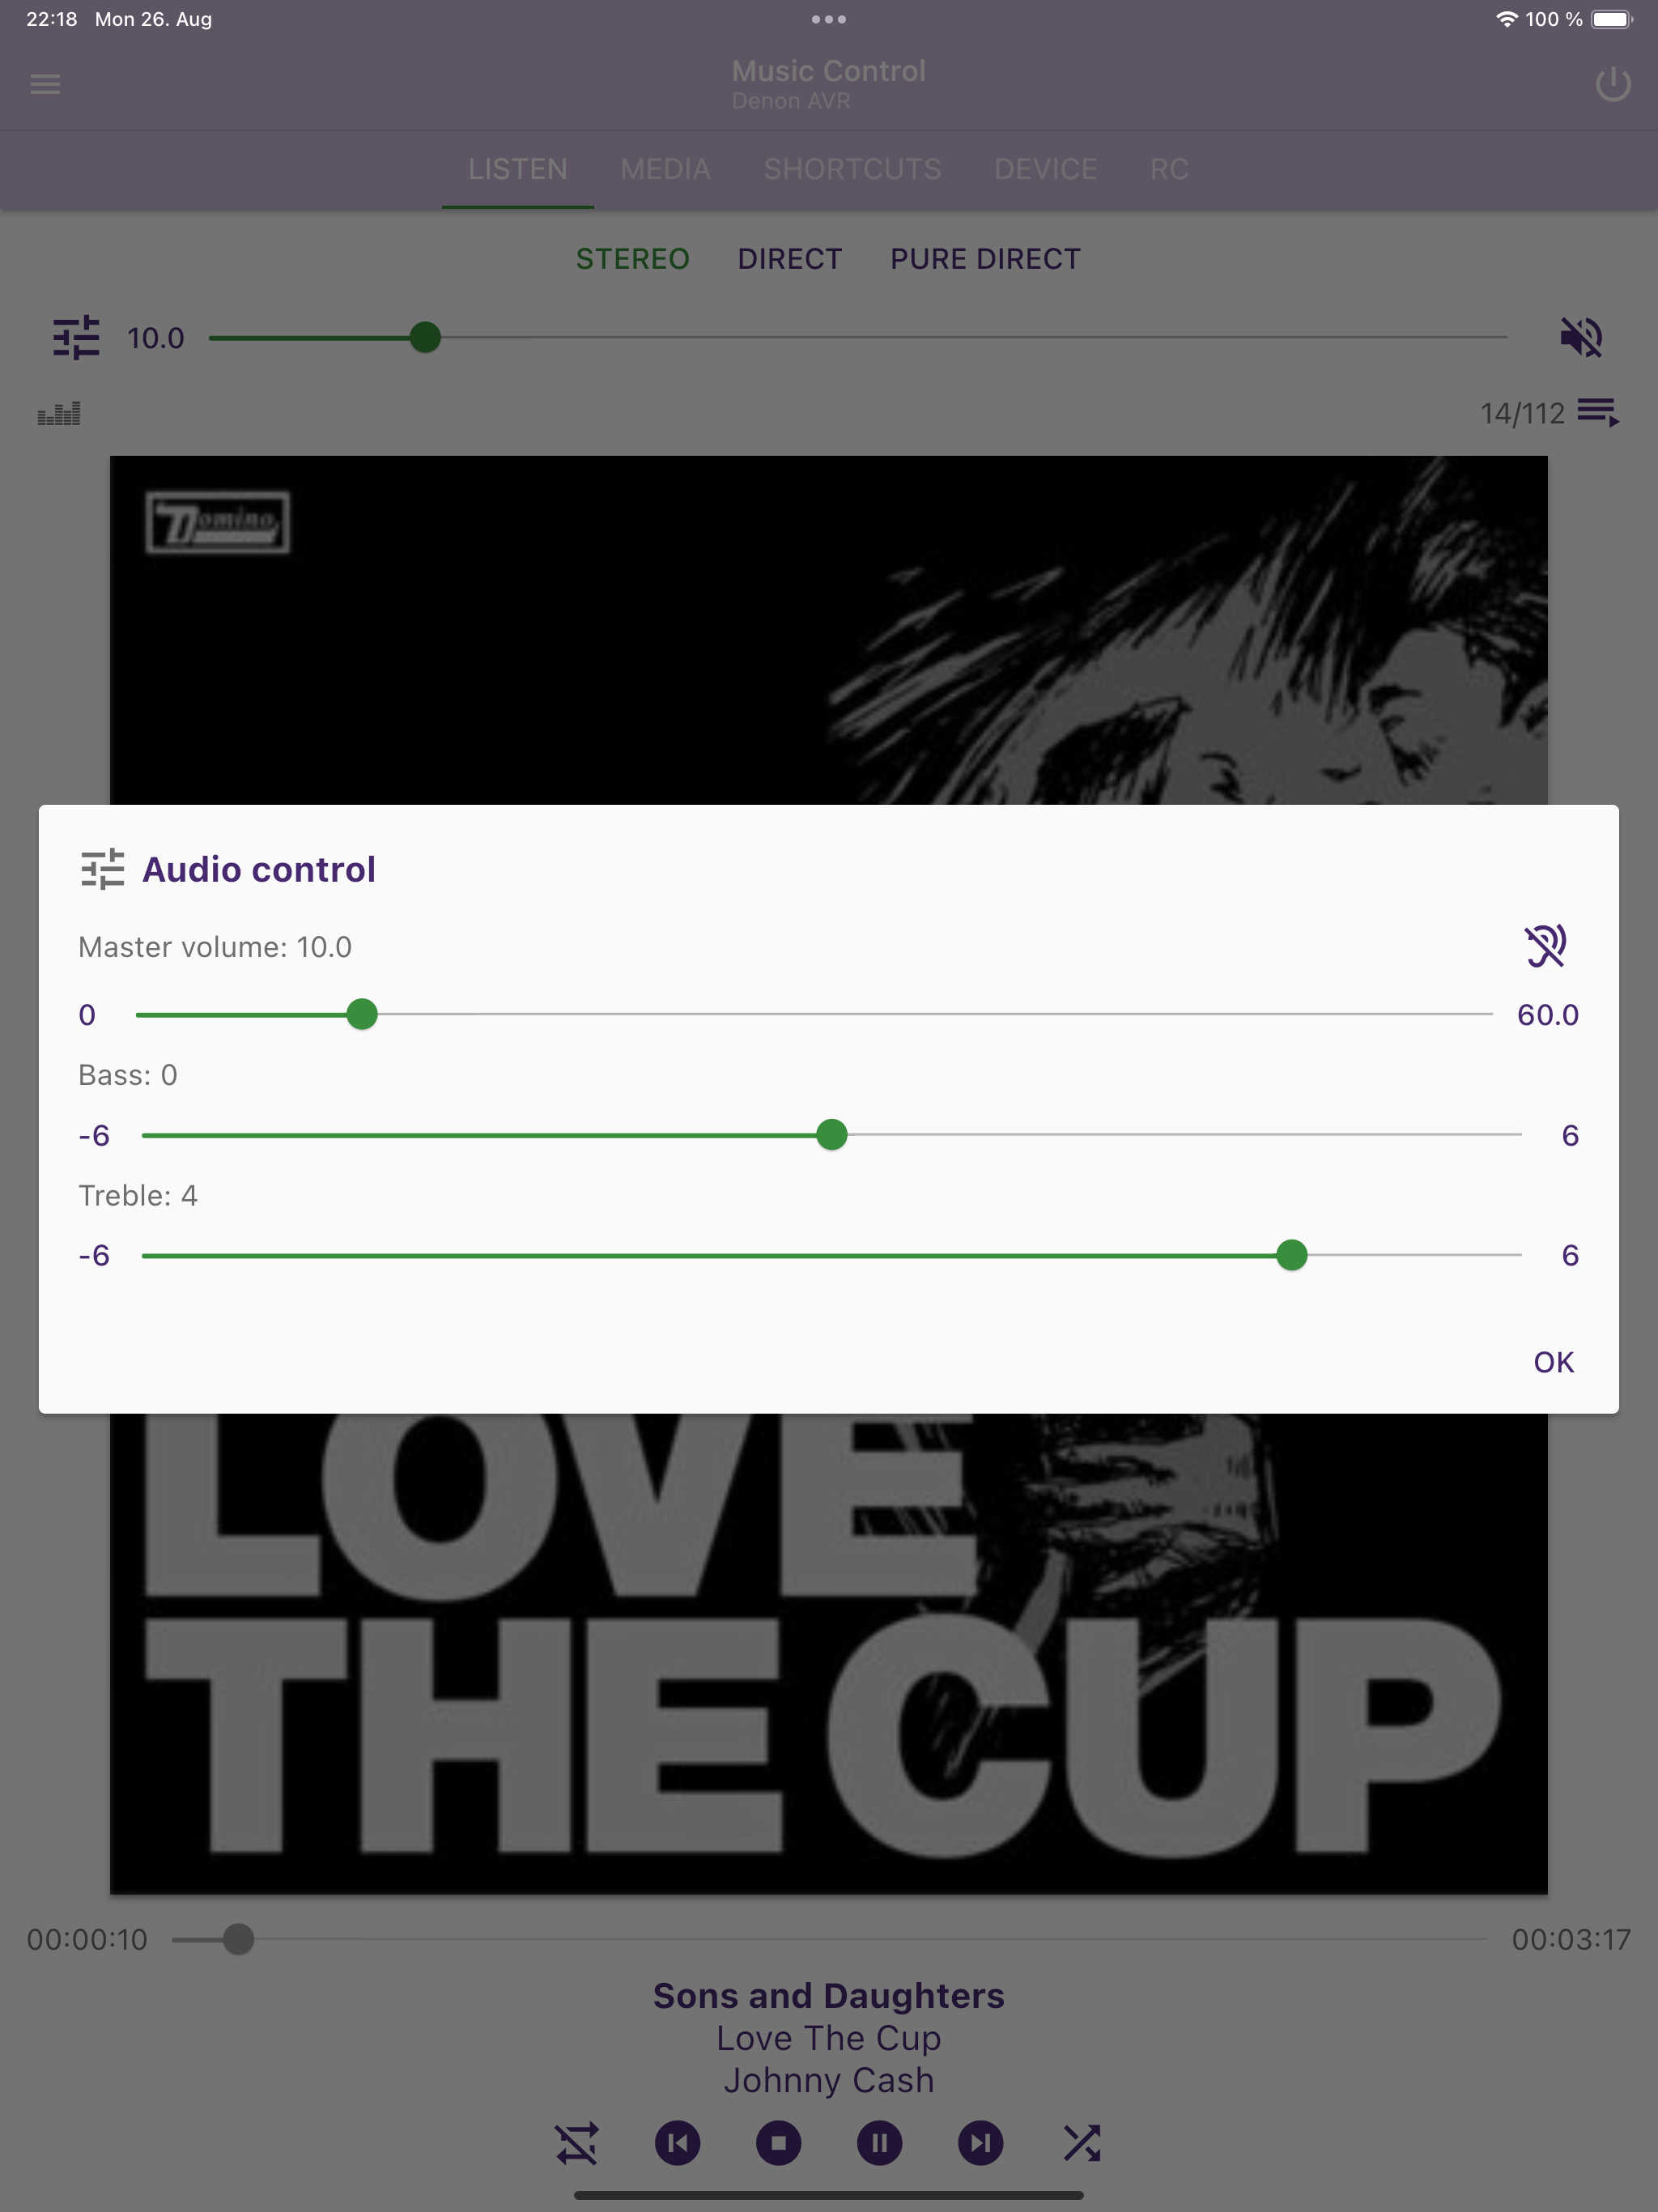 22:18 Mon 26. Aug
100 %
Music Control
Denon AVR
LISTEN MEDIA SHORTCUTS DEVICE RC
STEREO DIRECT PURE DIRECT
10.0
14/112
Domino
Audio control
Master volume: 10.0
0 60.0
Bass: 0
-6 6
Treble: 4
-6 6
OK
LOVE
THE CUP
00:00:10 00:03:17
Sons and Daughters
Love The Cup
Johnny Cash